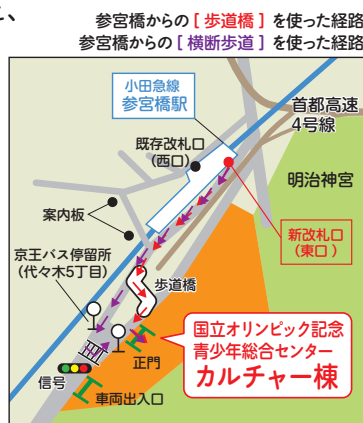 に、
参宮橋からの [ 歩道橋 ] を使った経路
参宮橋からの [ 横断歩道 ] を使った経路
小田急線
参宮橋駅
首都高速
4号線
既存改札口
(西口)
明治神宮
案内板
新改札口
(東口)
京王バス停留所
(代々木5丁目)
歩道橋
国立オリンピック記念
青少年総合センター
カルチャー棟
正門
信号
車両出入口